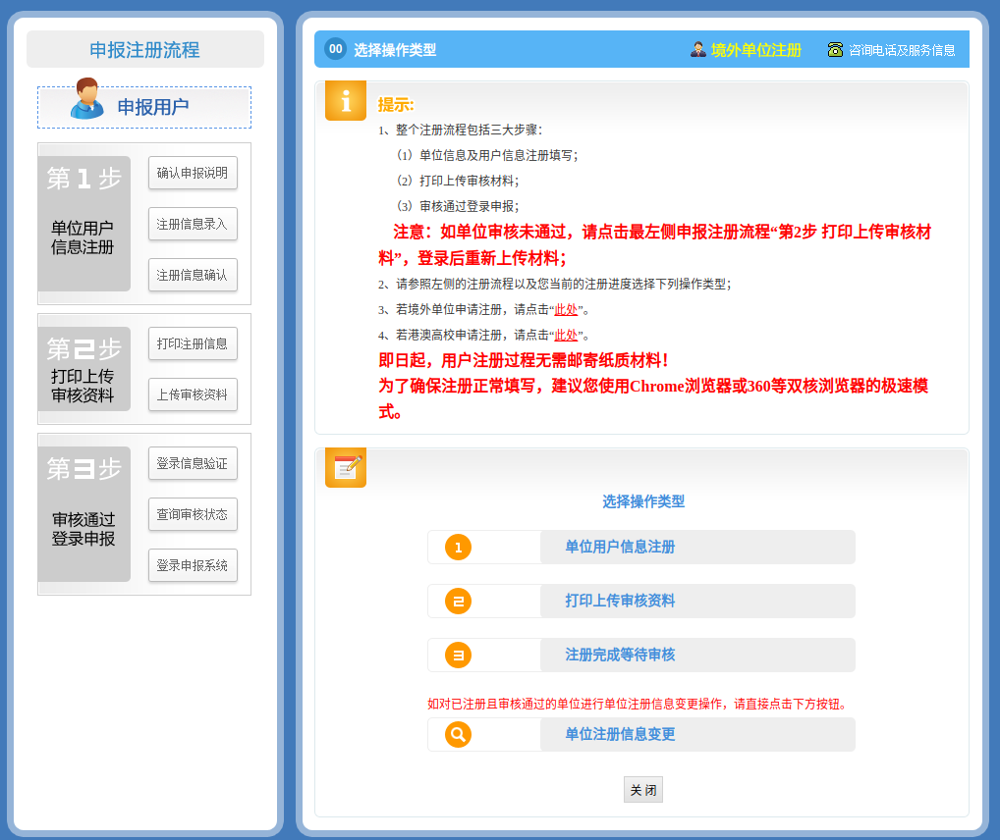 申报注册流程
申报用户
第1步
单位用户
信息注册
确认申报说明
注册信息录入
注册信息确认
第2步
打印上传
审核资料
打印注册信息
上传审核资料
第3步
审核通过
登录申报
登录信息验证
查询审核状态
登录申报系统
00 选择操作类型
境外单位注册
咨询电话及服务信息
提示:
1、整个注册流程包括三大步骤：
（1）单位信息及用户信息注册填写；
（2）打印上传审核材料；
（3）审核通过登录申报；
注意：如单位审核未通过，请点击最左侧申报注册流程“第2步 打印上传审核材
料”，登录后重新上传材料；
2、请参照左侧的注册流程以及您当前的注册进度选择下列操作类型；
3、若境外单位申请注册，请点击“此处”。
4、若港澳高校申请注册，请点击“此处”。
即日起，用户注册过程无需邮寄纸质材料！
为了确保注册正常填写，建议您使用Chrome浏览器或360等双核浏览器的极速模
式。
选择操作类型
1 单位用户信息注册
2 打印上传审核资料
3 注册完成等待审核
如对已注册且审核通过的单位进行单位注册信息变更操作，请直接点击下方按钮。
单位注册信息变更
关 闭